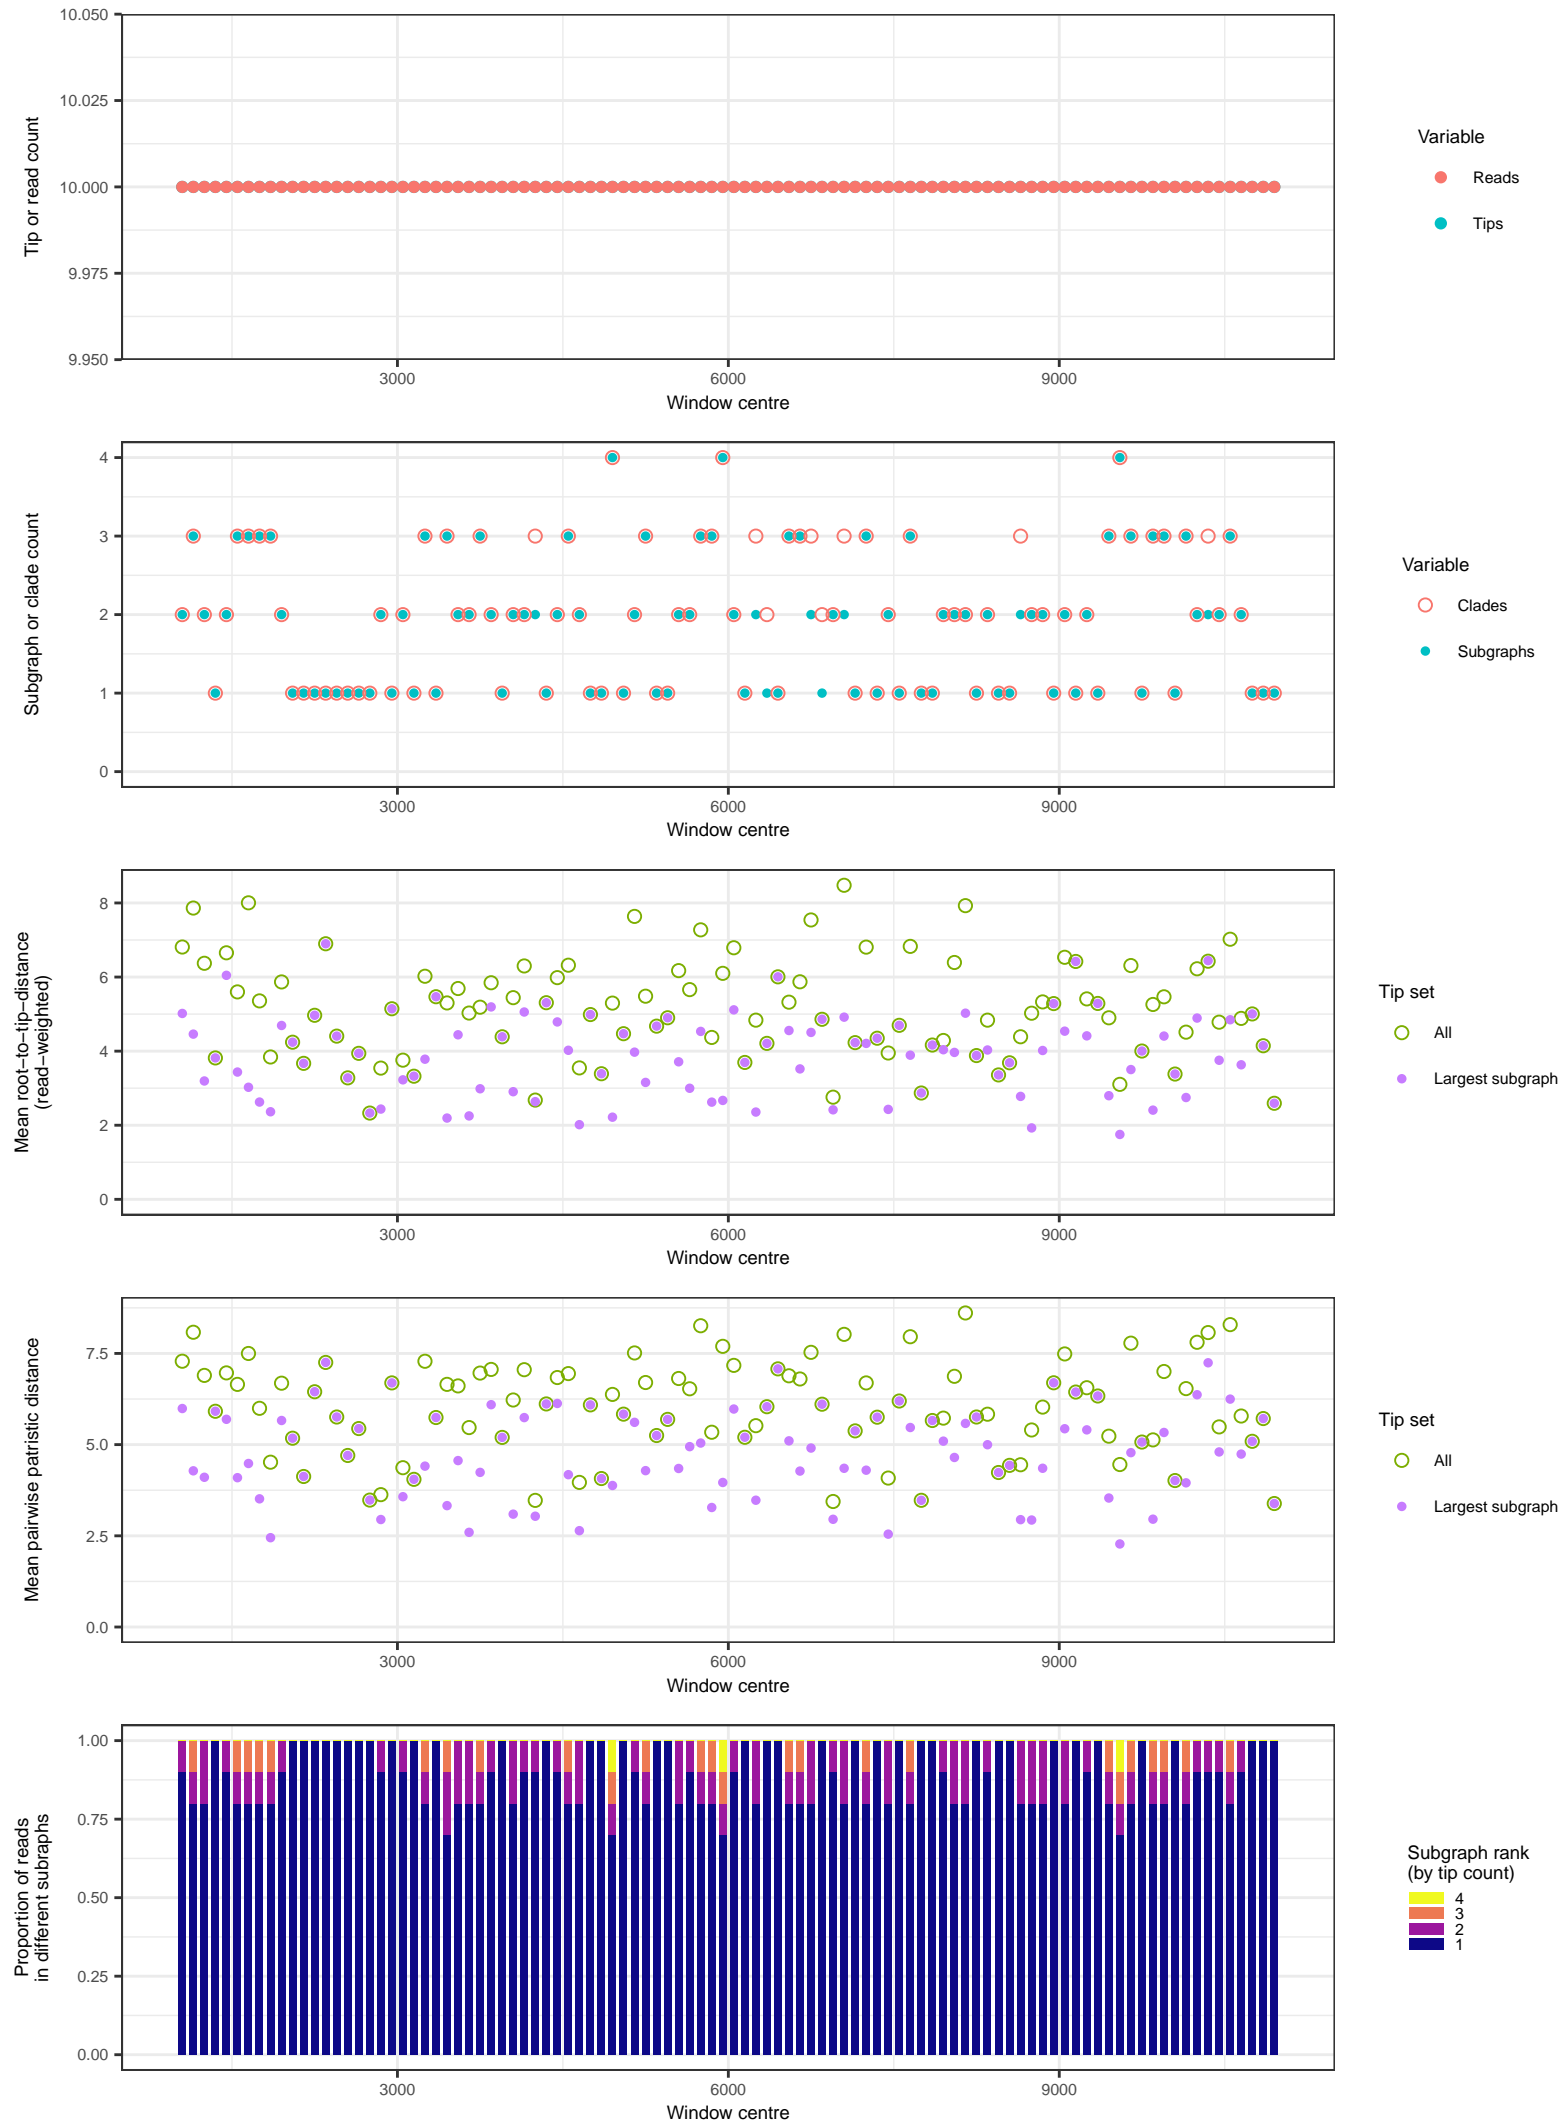 10.050
10.025
10.000
9.975
9.950
Tip or read count
3000
6000
9000
Window centre
Variable
Reads
Tips
4
3
2
1
0
Subgraph or clade count
3000
6000
9000
Window centre
Variable
Clades
Subgraphs
8
6
4
2
0
Mean root−to−tip−distance
(read−weighted)
3000
6000
9000
Window centre
Tip set
All
Largest subgraph
7.5
5.0
2.5
0.0
Mean pairwise patristic distance
3000
6000
9000
Window centre
Tip set
All
Largest subgraph
1.00
0.75
0.50
0.25
0.00
Proportion of reads
in different subraphs
3000
6000
9000
Window centre
Subgraph rank
(by tip count)
4
3
2
1